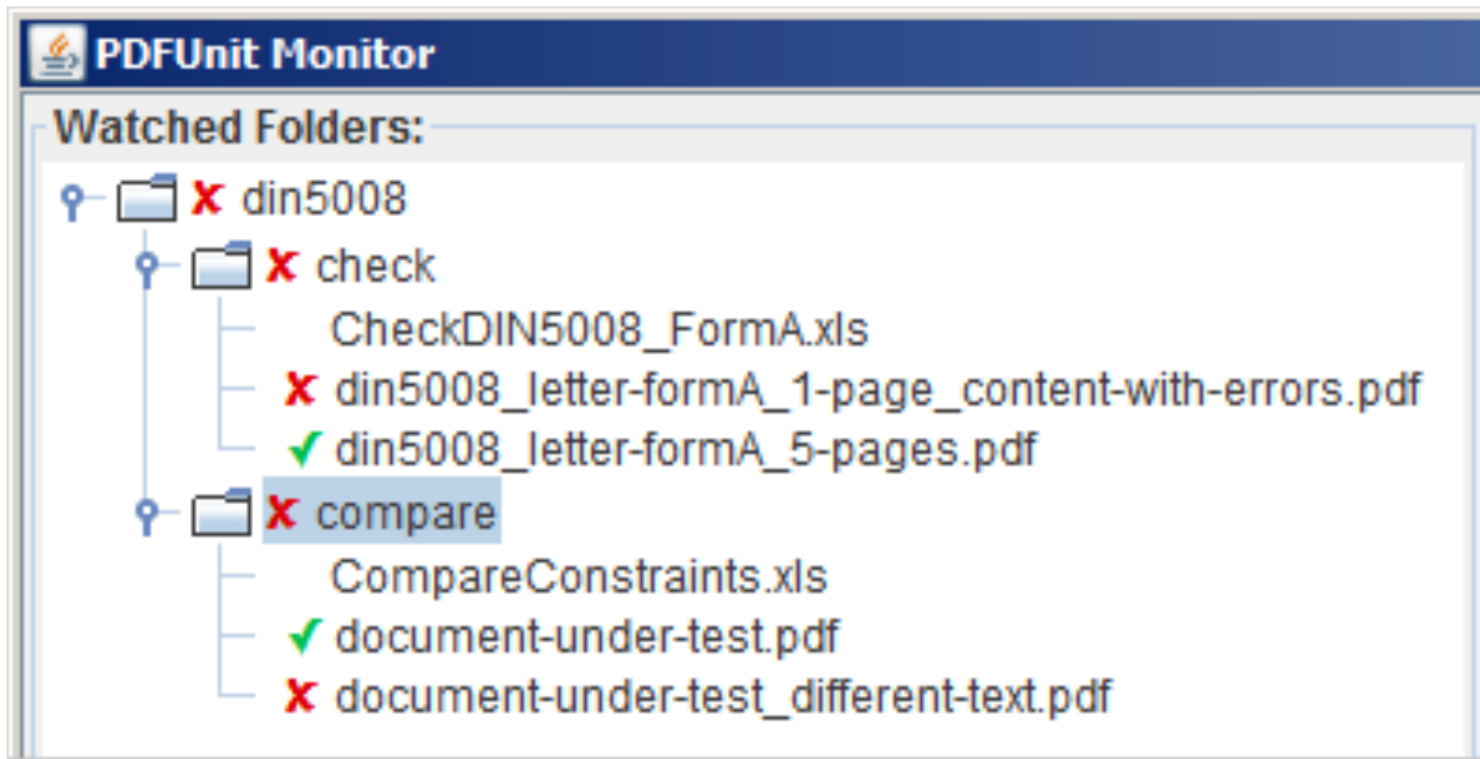 PDFUnit Monitor
Watched Folders:
din5008
check
CheckDIN5008_FormA.xls
din5008_letter-formA_1-page_content-with-errors.pdf
din5008_letter-formA_5-pages.pdf
compare
CompareConstraints.xls
document-under-test.pdf
document-under-test_different-text.pdf